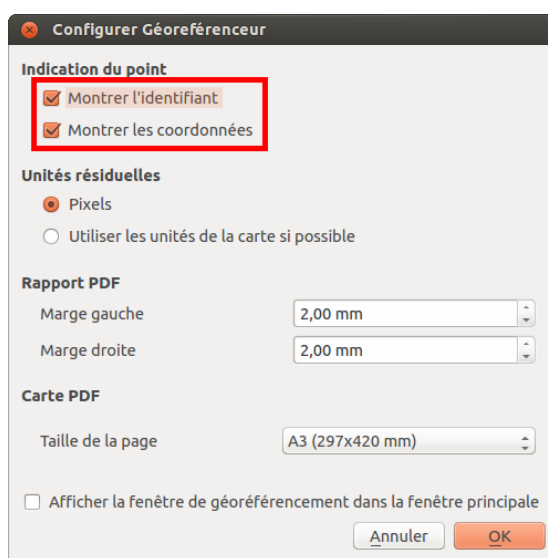 Configurer Géoreférenceur
Indication du point
Montrer l'identifiant
Montrer les coordonnées
Unités résiduelles
Pixels
Utiliser les unités de la carte si possible
Rapport PDF
Marge gauche 2,00 mm
Marge droite 2,00 mm
Carte PDF
Taille de la page A3 (297x420 mm)
Afficher la fenêtre de géoréférencement dans la fenêtre principale
Annuler OK